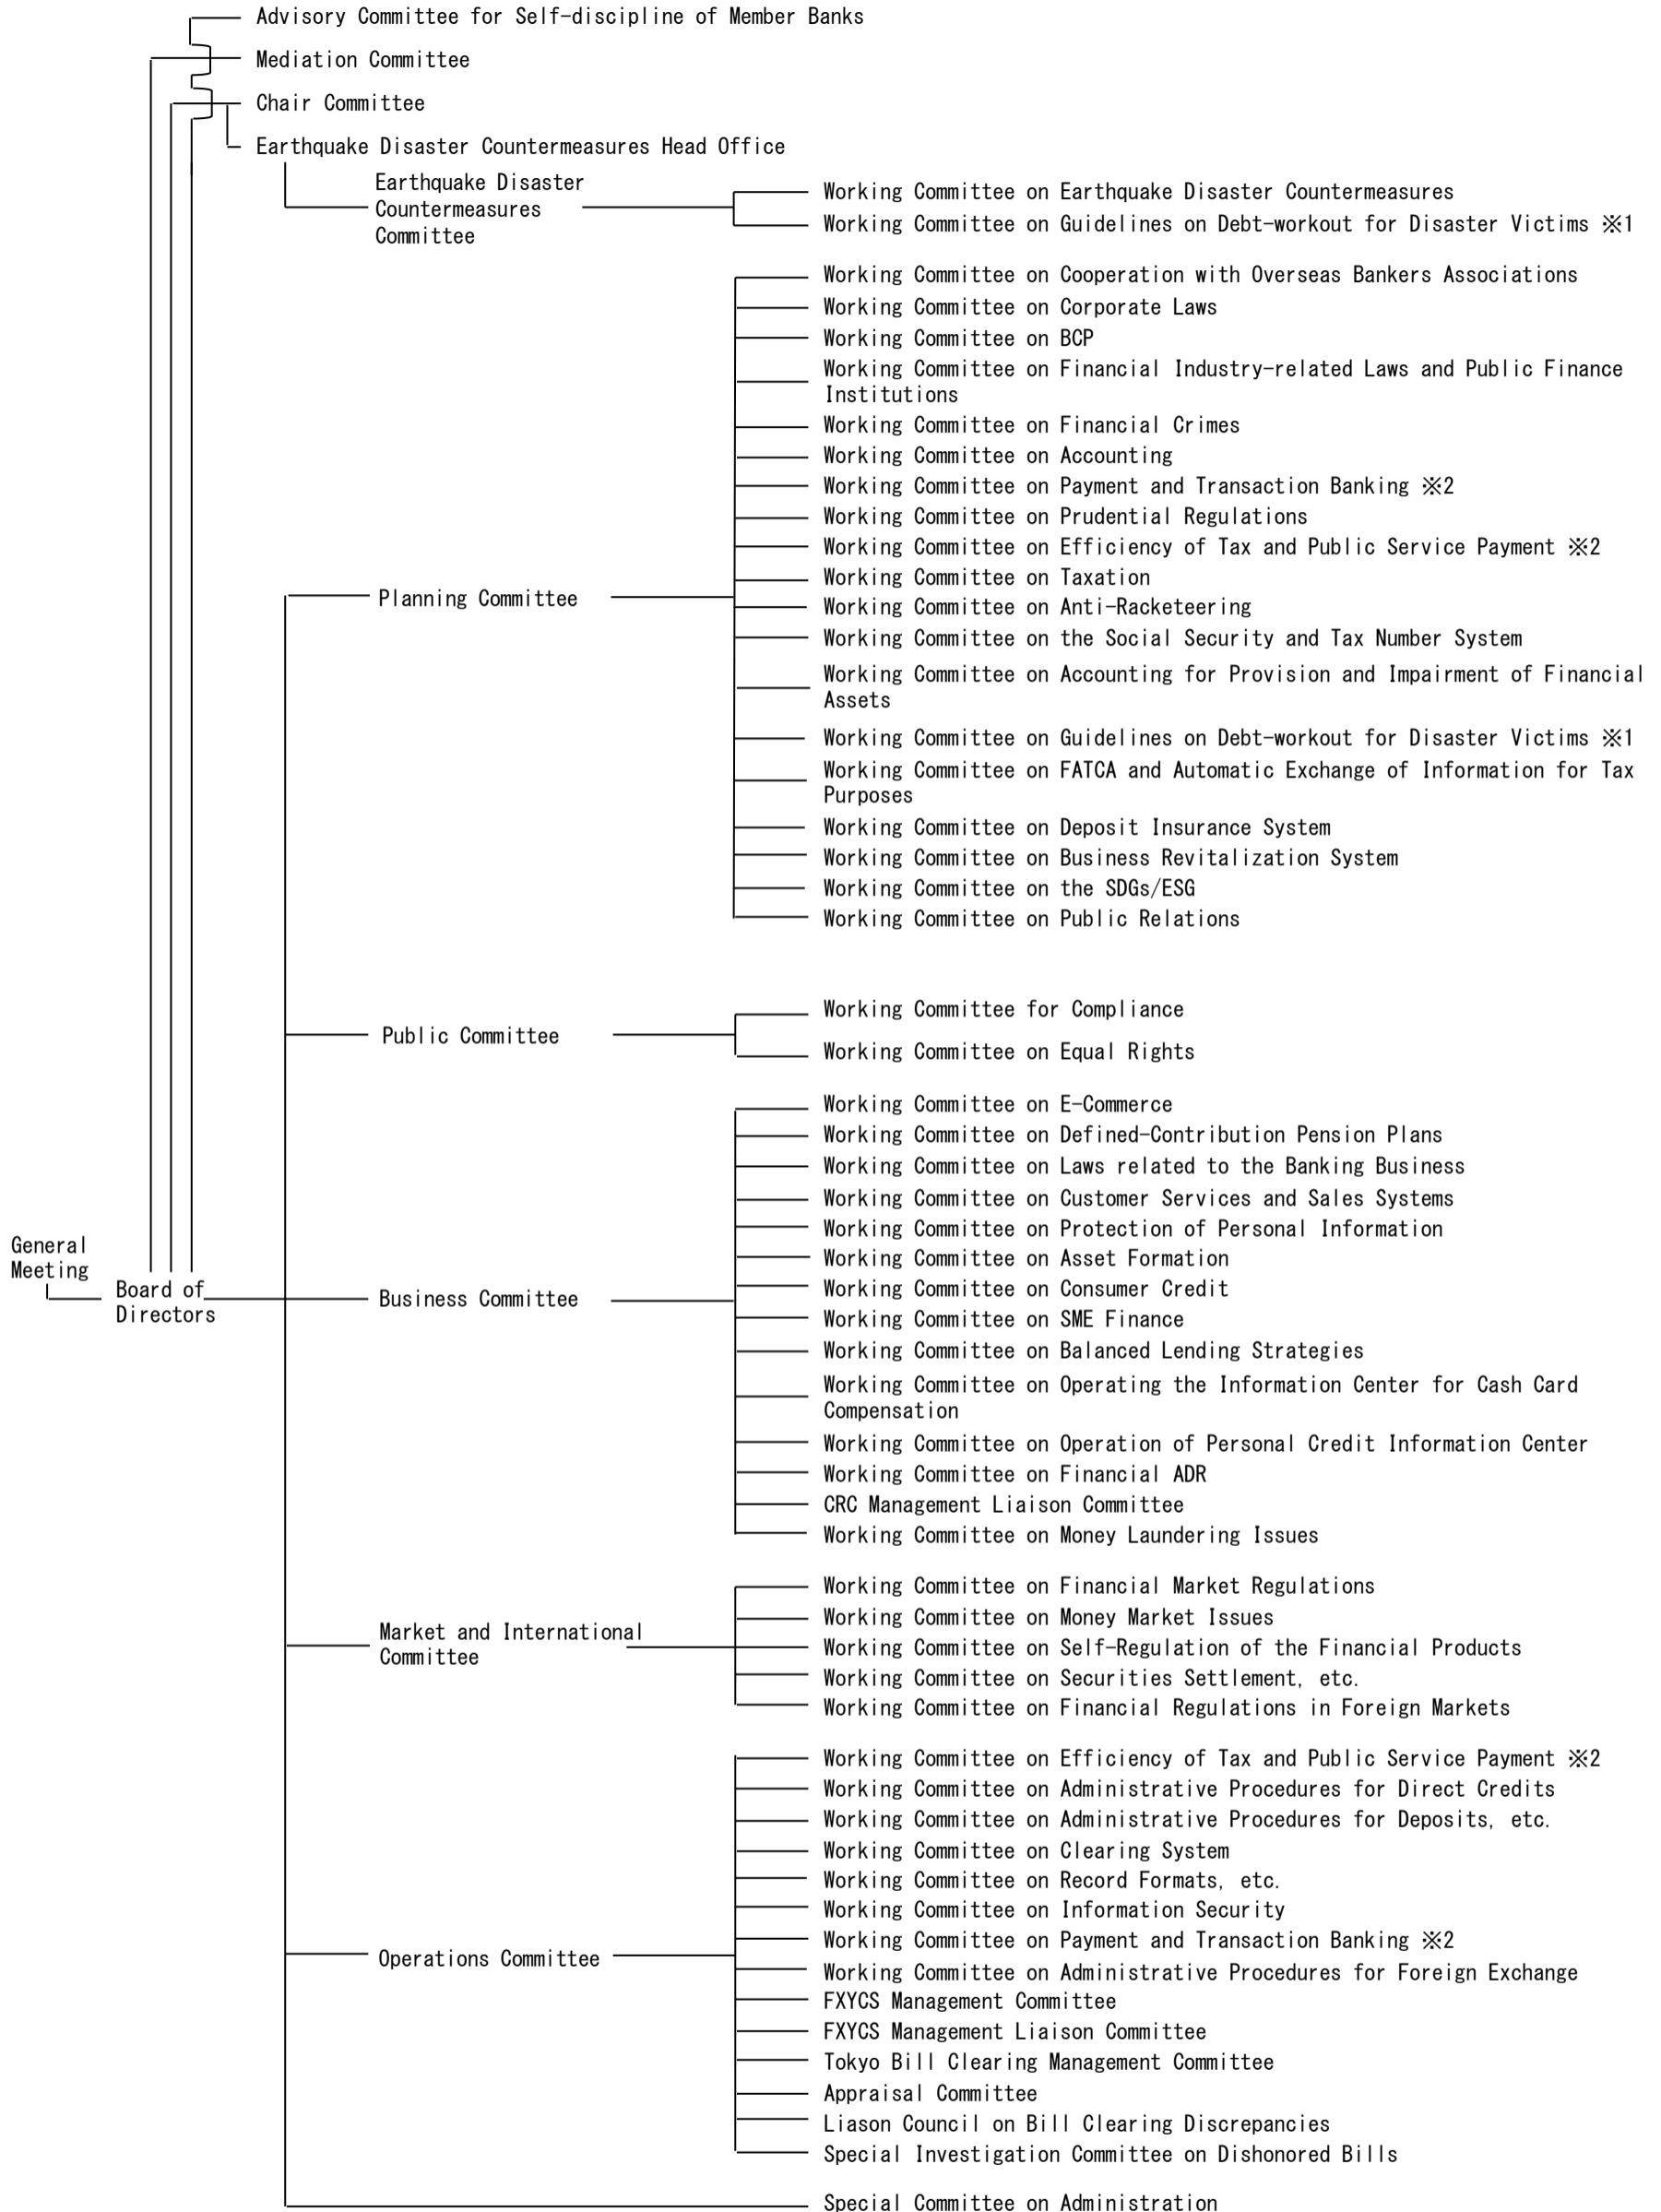 Advisory Committee for Self-discipline of Member Banks
Mediation Committee
Chair Committee
Earthquake Disaster Countermeasures Head Office
Earthquake Disaster
Countermeasures
Committee
Working Committee on Earthquake Disaster Countermeasures
Working Committee on Guidelines on Debt-workout for Disaster Victims ※1
Planning Committee
Working Committee on Cooperation with Overseas Bankers Associations
Working Committee on Corporate Laws
Working Committee on BCP
Working Committee on Financial Industry-related Laws and Public Finance
Institutions
Working Committee on Financial Crimes
Working Committee on Accounting
Working Committee on Payment and Transaction Banking ※2
Working Committee on Prudential Regulations
Working Committee on Efficiency of Tax and Public Service Payment ※2
Working Committee on Taxation
Working Committee on Anti-Racketeering
Working Committee on the Social Security and Tax Number System
Working Committee on Accounting for Provision and Impairment of Financial
Assets
Working Committee on Guidelines on Debt-workout for Disaster Victims ※1
Working Committee on FATCA and Automatic Exchange of Information for Tax
Purposes
Working Committee on Deposit Insurance System
Working Committee on Business Revitalization System
Working Committee on the SDGs/ESG
Working Committee on Public Relations
Public Committee
Working Committee for Compliance
Working Committee on Equal Rights
General
Meeting
Board of
Directors
Business Committee
Working Committee on E-Commerce
Working Committee on Defined-Contribution Pension Plans
Working Committee on Laws related to the Banking Business
Working Committee on Customer Services and Sales Systems
Working Committee on Protection of Personal Information
Working Committee on Asset Formation
Working Committee on Consumer Credit
Working Committee on SME Finance
Working Committee on Balanced Lending Strategies
Working Committee on Operating the Information Center for Cash Card
Compensation
Working Committee on Operation of Personal Credit Information Center
Working Committee on Financial ADR
CRC Management Liaison Committee
Working Committee on Money Laundering Issues
Market and International
Committee
Working Committee on Financial Market Regulations
Working Committee on Money Market Issues
Working Committee on Self-Regulation of the Financial Products
Working Committee on Securities Settlement, etc.
Working Committee on Financial Regulations in Foreign Markets
Operations Committee
Working Committee on Efficiency of Tax and Public Service Payment ※2
Working Committee on Administrative Procedures for Direct Credits
Working Committee on Administrative Procedures for Deposits, etc.
Working Committee on Clearing System
Working Committee on Record Formats, etc.
Working Committee on Information Security
Working Committee on Payment and Transaction Banking ※2
Working Committee on Administrative Procedures for Foreign Exchange
FXYCS Management Committee
FXYCS Management Liaison Committee
Tokyo Bill Clearing Management Committee
Appraisal Committee
Liason Council on Bill Clearing Discrepancies
Special Investigation Committee on Dishonored Bills
Special Committee on Administration